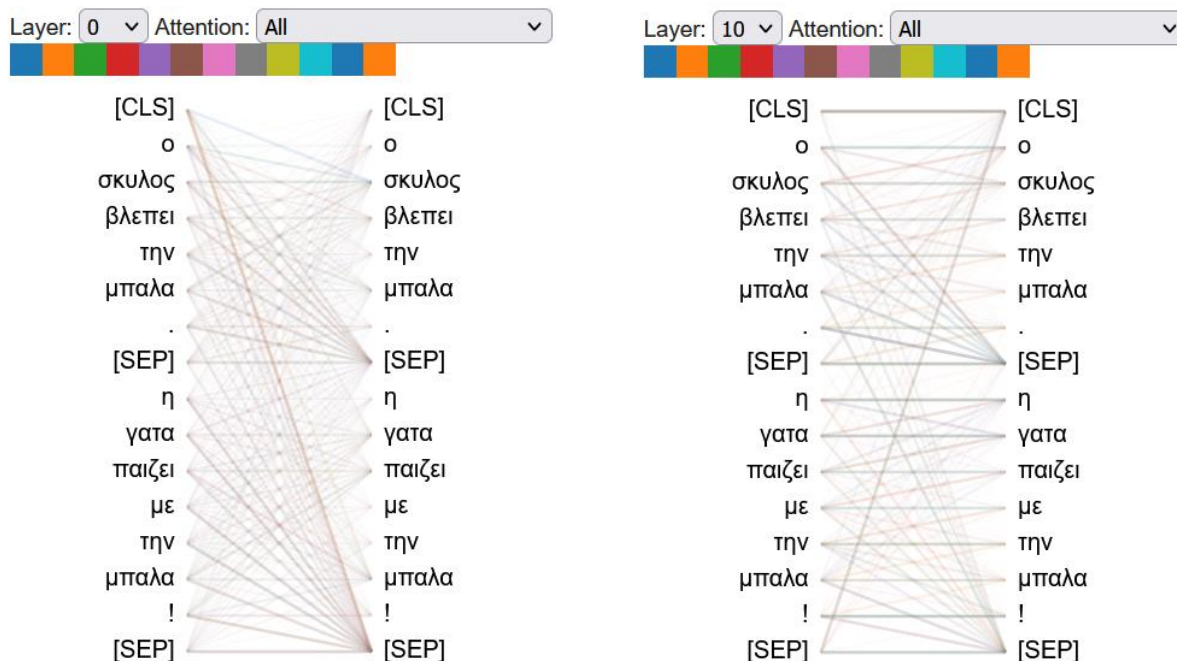 Layer: 0 Attention: All
[CLS] [CLS]
ο ο
σκυλος σκυλος
βλεπει βλεπει
την την
μπαλα μπαλα
. .
[SEP] [SEP]
η η
γατα γατα
παιζει παιζει
με με
την την
μπαλα μπαλα
! !
[SEP] [SEP]
Layer: 10 Attention: All
[CLS] [CLS]
ο ο
σκυλος σκυλος
βλεπει βλεπει
την την
μπαλα μπαλα
. .
[SEP] [SEP]
η η
γατα γατα
παιζει παιζει
με με
την την
μπαλα μπαλα
! !
[SEP] [SEP]